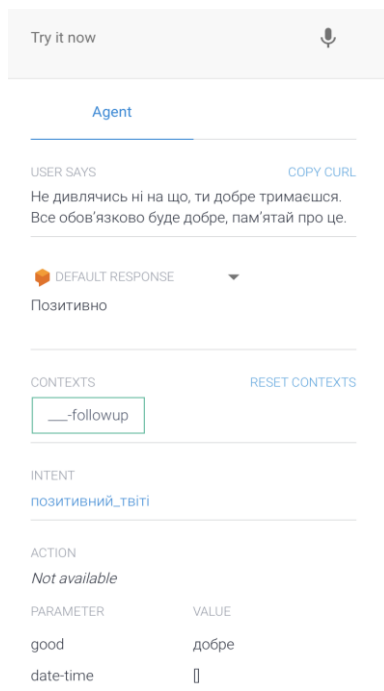 Try it now
Agent
USER SAYS COPY CURL
Не дивлячись ні на що, ти добре тримаєшся.
Все обов’язково буде добре, пам’ятай про це.
DEFAULT RESPONSE
Позитивно
CONTEXTS RESET CONTEXTS
___-followup
INTENT
позитивний_твіті
ACTION
Not available
PARAMETER VALUE
good добре
date-time []